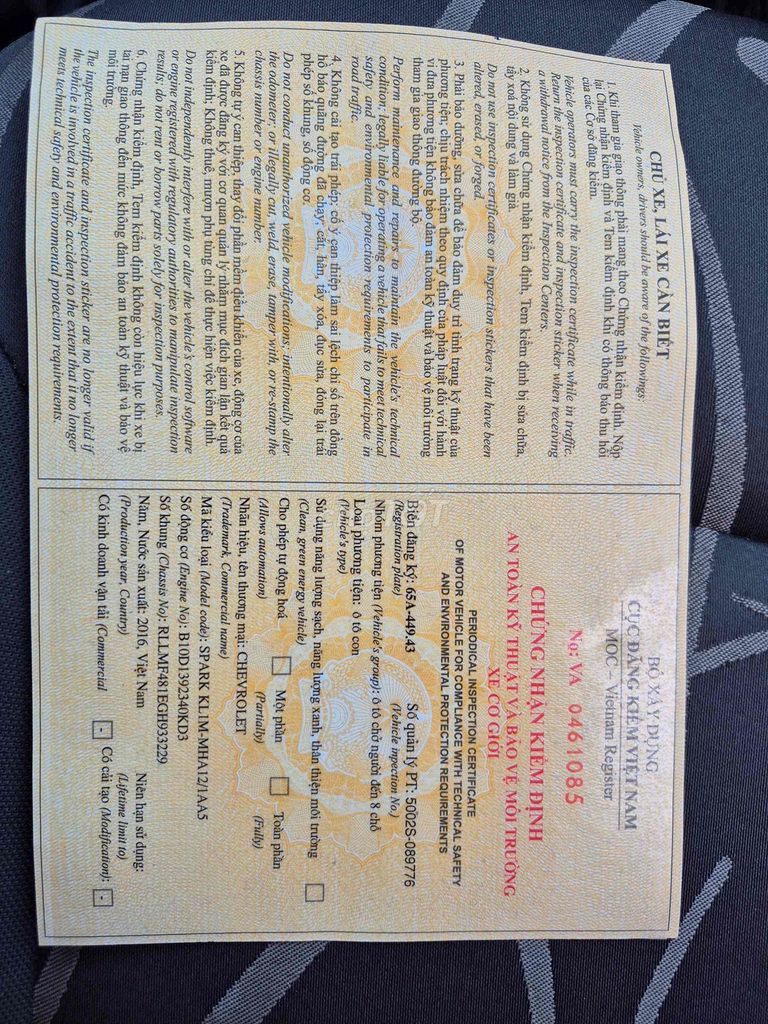 CHỦ XE, LÁI XE CẦN BIẾT
Vehicle owners, drivers should be aware of the followings:
1. Khi tham gia giao thông phải mang theo Chứng nhận kiểm định. Nộp
lại Chứng nhận kiểm định và Tem kiểm định khi có thông báo thu hồi
của các Cơ sở đăng kiểm.
Vehicle operators must carry the inspection certificate while in traffic.
Return the inspection certificate and inspection sticker when receiving
a withdrawal notice from the Inspection Centers.
2. Không sử dụng Chứng nhận kiểm định, Tem kiểm định bị sửa chữa,
tẩy xoá nội dung và làm giả.
Do not use inspection certificates or inspection stickers that have been
altered, erased, or forged.
3. Phải bảo dưỡng, sửa chữa để bảo đảm duy trì tình trạng kỹ thuật của
phương tiện; chịu trách nhiệm theo quy định của pháp luật đối với hành
vi đưa phương tiện không bảo đảm an toàn kỹ thuật và bảo vệ môi trường
tham gia giao thông đường bộ.
Perform maintenance and repairs to maintain the vehicle's technical
condition; legally liable for operating a vehicle that fails to meet technical
safety and environmental protection requirements to participate in
road traffic.
4. Không cải tạo trái phép; cố ý can thiệp làm sai lệch chỉ số trên đồng
hồ báo quãng đường đã chạy; cắt, hàn, tẩy xóa, đục sửa, đóng lại trái
phép số khung, số động cơ.
Do not conduct unauthorized vehicle modifications; intentionally alter
the odometer; or illegally cut, weld, erase, tamper with, or re-stamp the
chassis number or engine number.
5. Không tự ý can thiệp, thay đổi phần mềm điều khiển của xe, động cơ của
xe đã được đăng ký với cơ quan quản lý nhằm mục đích gian lận kết quả
kiểm định; Không thuê, mượn phụ tùng chỉ để thực hiện việc kiểm định.
Do not independently interfere with or alter the vehicle's control software
or engine registered with regulatory authorities to manipulate inspection
results; do not rent or borrow parts solely for inspection purposes.
6. Chứng nhận kiểm định, Tem kiểm định không còn hiệu lực khi xe bị
tai nạn giao thông đến mức không đảm bảo an toàn kỹ thuật và bảo vệ
môi trường.
The inspection certificate and inspection sticker are no longer valid if
the vehicle is involved in a traffic accident to the extent that it no longer
meets technical safety and environmental protection requirements.
BỘ XÂY DỰNG
CỤC ĐĂNG KIỂM VIỆT NAM
MOC – Vietnam Register
No: VA 0461085
CHỨNG NHẬN KIỂM ĐỊNH
AN TOÀN KỸ THUẬT VÀ BẢO VỆ MÔI TRƯỜNG
XE CƠ GIỚI
PERIODICAL INSPECTION CERTIFICATE
OF MOTOR VEHICLE FOR COMPLIANCE WITH TECHNICAL SAFETY
AND ENVIRONMENTAL PROTECTION REQUIREMENTS
Biển đăng ký: 65A-449.43 Số quản lý PT: 5002S-089776
(Registration plate) (Vehicle inpection No.)
Nhóm phương tiện (Vehicle's group): ô tô chở người đến 8 chỗ
Loại phương tiện: ô tô con
(Vehicle's type)
Sử dụng năng lượng sạch, năng lượng xanh, thân thiện môi trường
(Clean, green energy vehicle)
Cho phép tự động hoá Một phần Toàn phần
(Allows automation) (Partially) (Fully)
Nhãn hiệu, tên thương mại: CHEVROLET
(Trademark, Commercial name)
Mã kiểu loại (Model code): SPARK KL1M-MHA12/1AA5
Số động cơ (Engine No): B10D1392340KD3
Số khung (Chassis No): RLLMF481EGH933229
Năm, Nước sản xuất: 2016, Việt Nam Niên hạn sử dụng:
(Production year, Country) (Lifetime limit to)
Có kinh doanh vận tải (Commercial - Có cải tạo (Modification): -